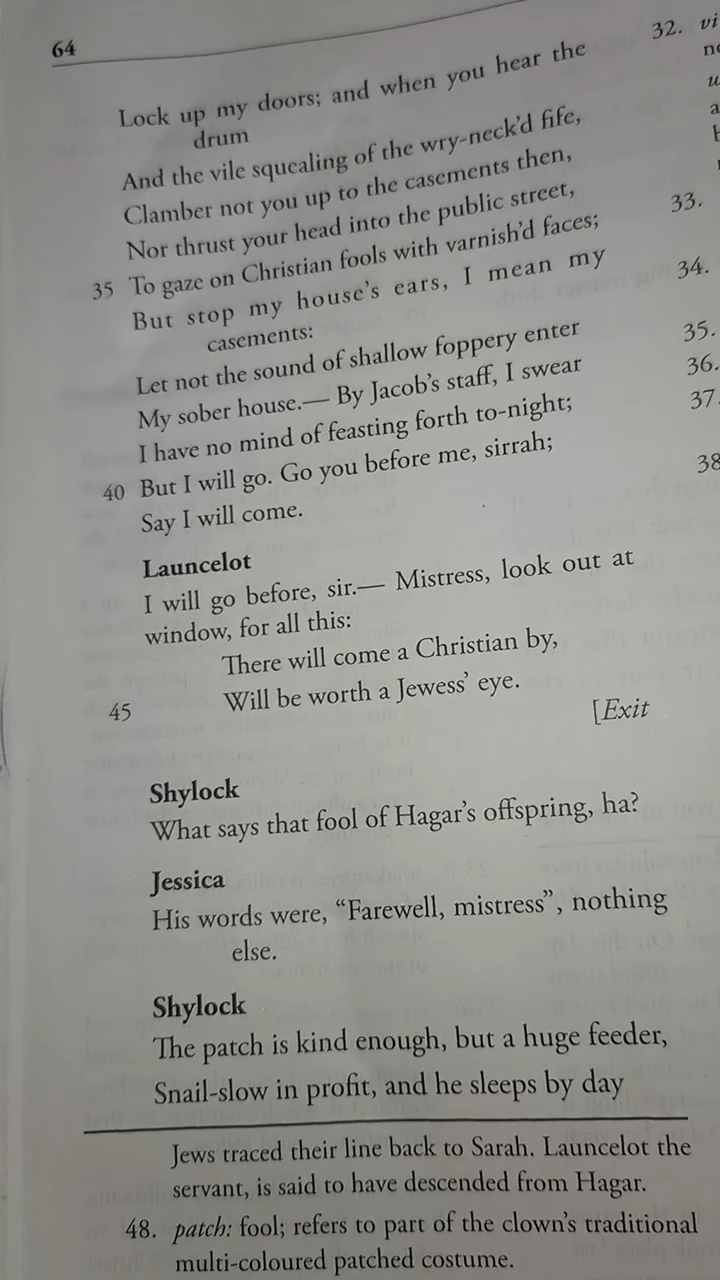 64
Lock up my doors; and when you hear the
drum
And the vile squealing of the wry-neck'd fife,
Clamber not you up to the casements then,
Nor thrust your head into the public street,
35 To gaze on Christian fools with varnish'd faces;
But stop my house's ears, I mean my
casements:
Let not the sound of shallow foppery enter
My sober house.— By Jacob's staff, I swear
I have no mind of feasting forth to-night;
40 But I will go. Go you before me, sirrah;
Say I will come.
Launcelot
I will go before, sir.— Mistress, look out at
window, for all this:
There will come a Christian by,
45 Will be worth a Jewess' eye.
[Exit
Shylock
What says that fool of Hagar's offspring, ha?
Jessica
His words were, “Farewell, mistress”, nothing
else.
Shylock
The patch is kind enough, but a huge feeder,
Snail-slow in profit, and he sleeps by day
Jews traced their line back to Sarah. Launcelot the
servant, is said to have descended from Hagar.
48. patch: fool; refers to part of the clown's traditional
multi-coloured patched costume.
32. vi
33.
34.
35.
36.
37.
38